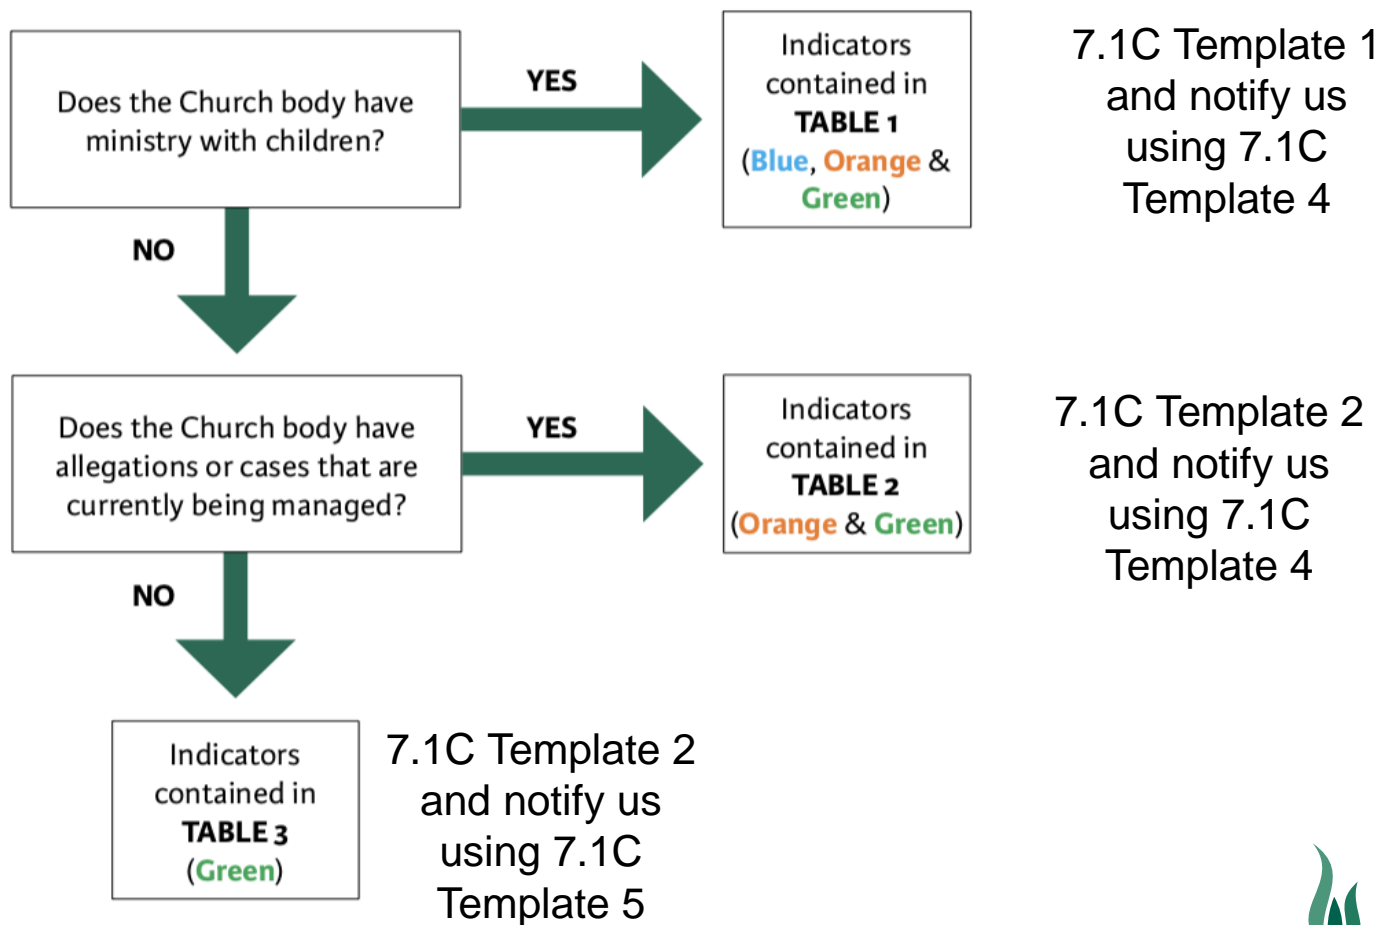 Does the Church body have
ministry with children?
YES
Indicators
contained in
TABLE 1
(Blue, Orange &
Green)
7.1C Template 1
and notify us
using 7.1C
Template 4
NO
Does the Church body have
allegations or cases that are
currently being managed?
YES
Indicators
contained in
TABLE 2
(Orange & Green)
7.1C Template 2
and notify us
using 7.1C
Template 4
NO
Indicators
contained in
TABLE 3
(Green)
7.1C Template 2
and notify us
using 7.1C
Template 5